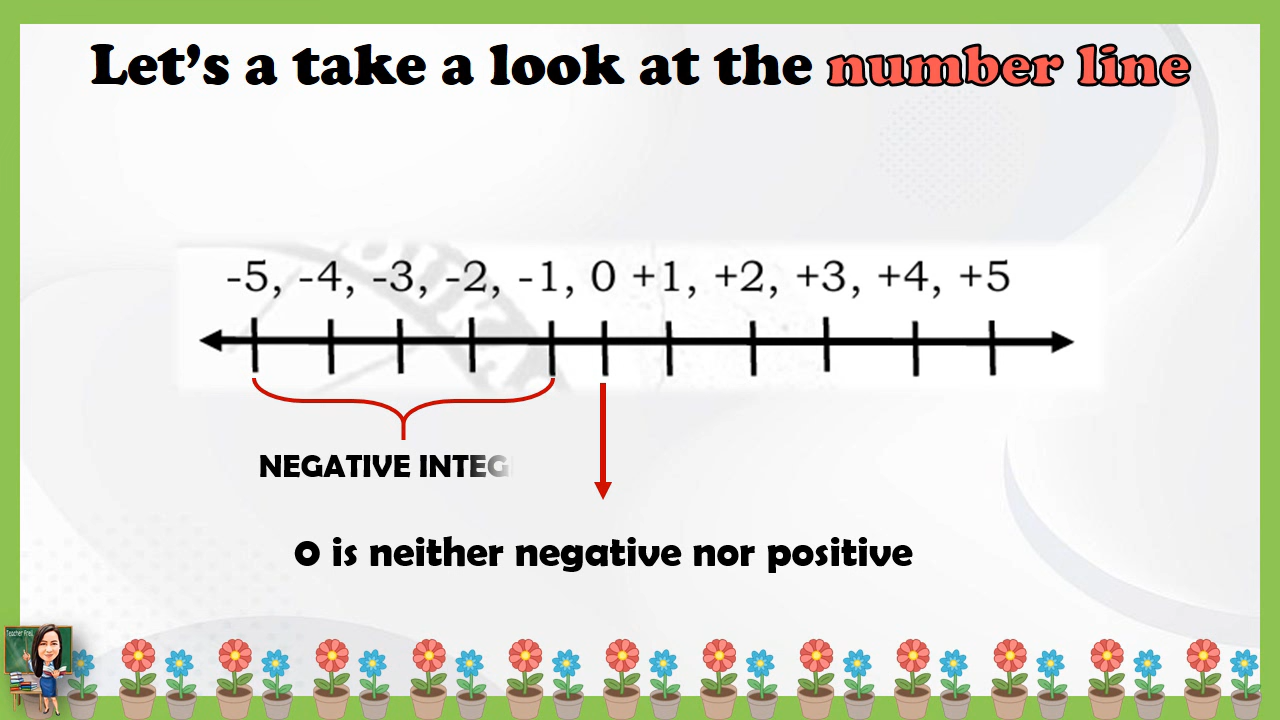 Let's a take a look at the number line
-5, -4, -3, -2, -1, 0 +1, +2, +3, +4, +5
NEGATIVE INTEG
0 is neither negative nor positive